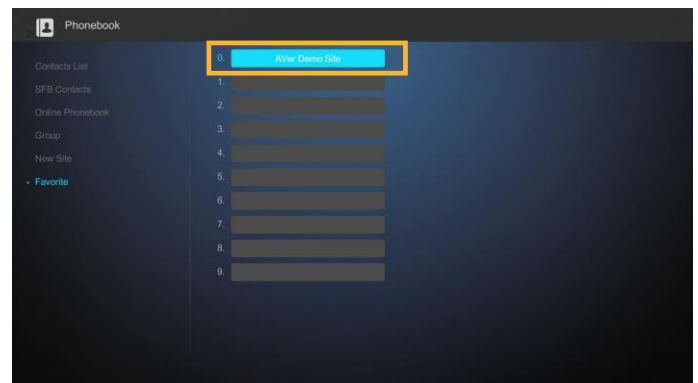 Phonebook
Contacts List
SFB Contacts
Online Phonebook
Group
New Site
Favorite
0. AVer Demo Site
1.
2.
3.
4.
5.
6.
7.
8.
9.